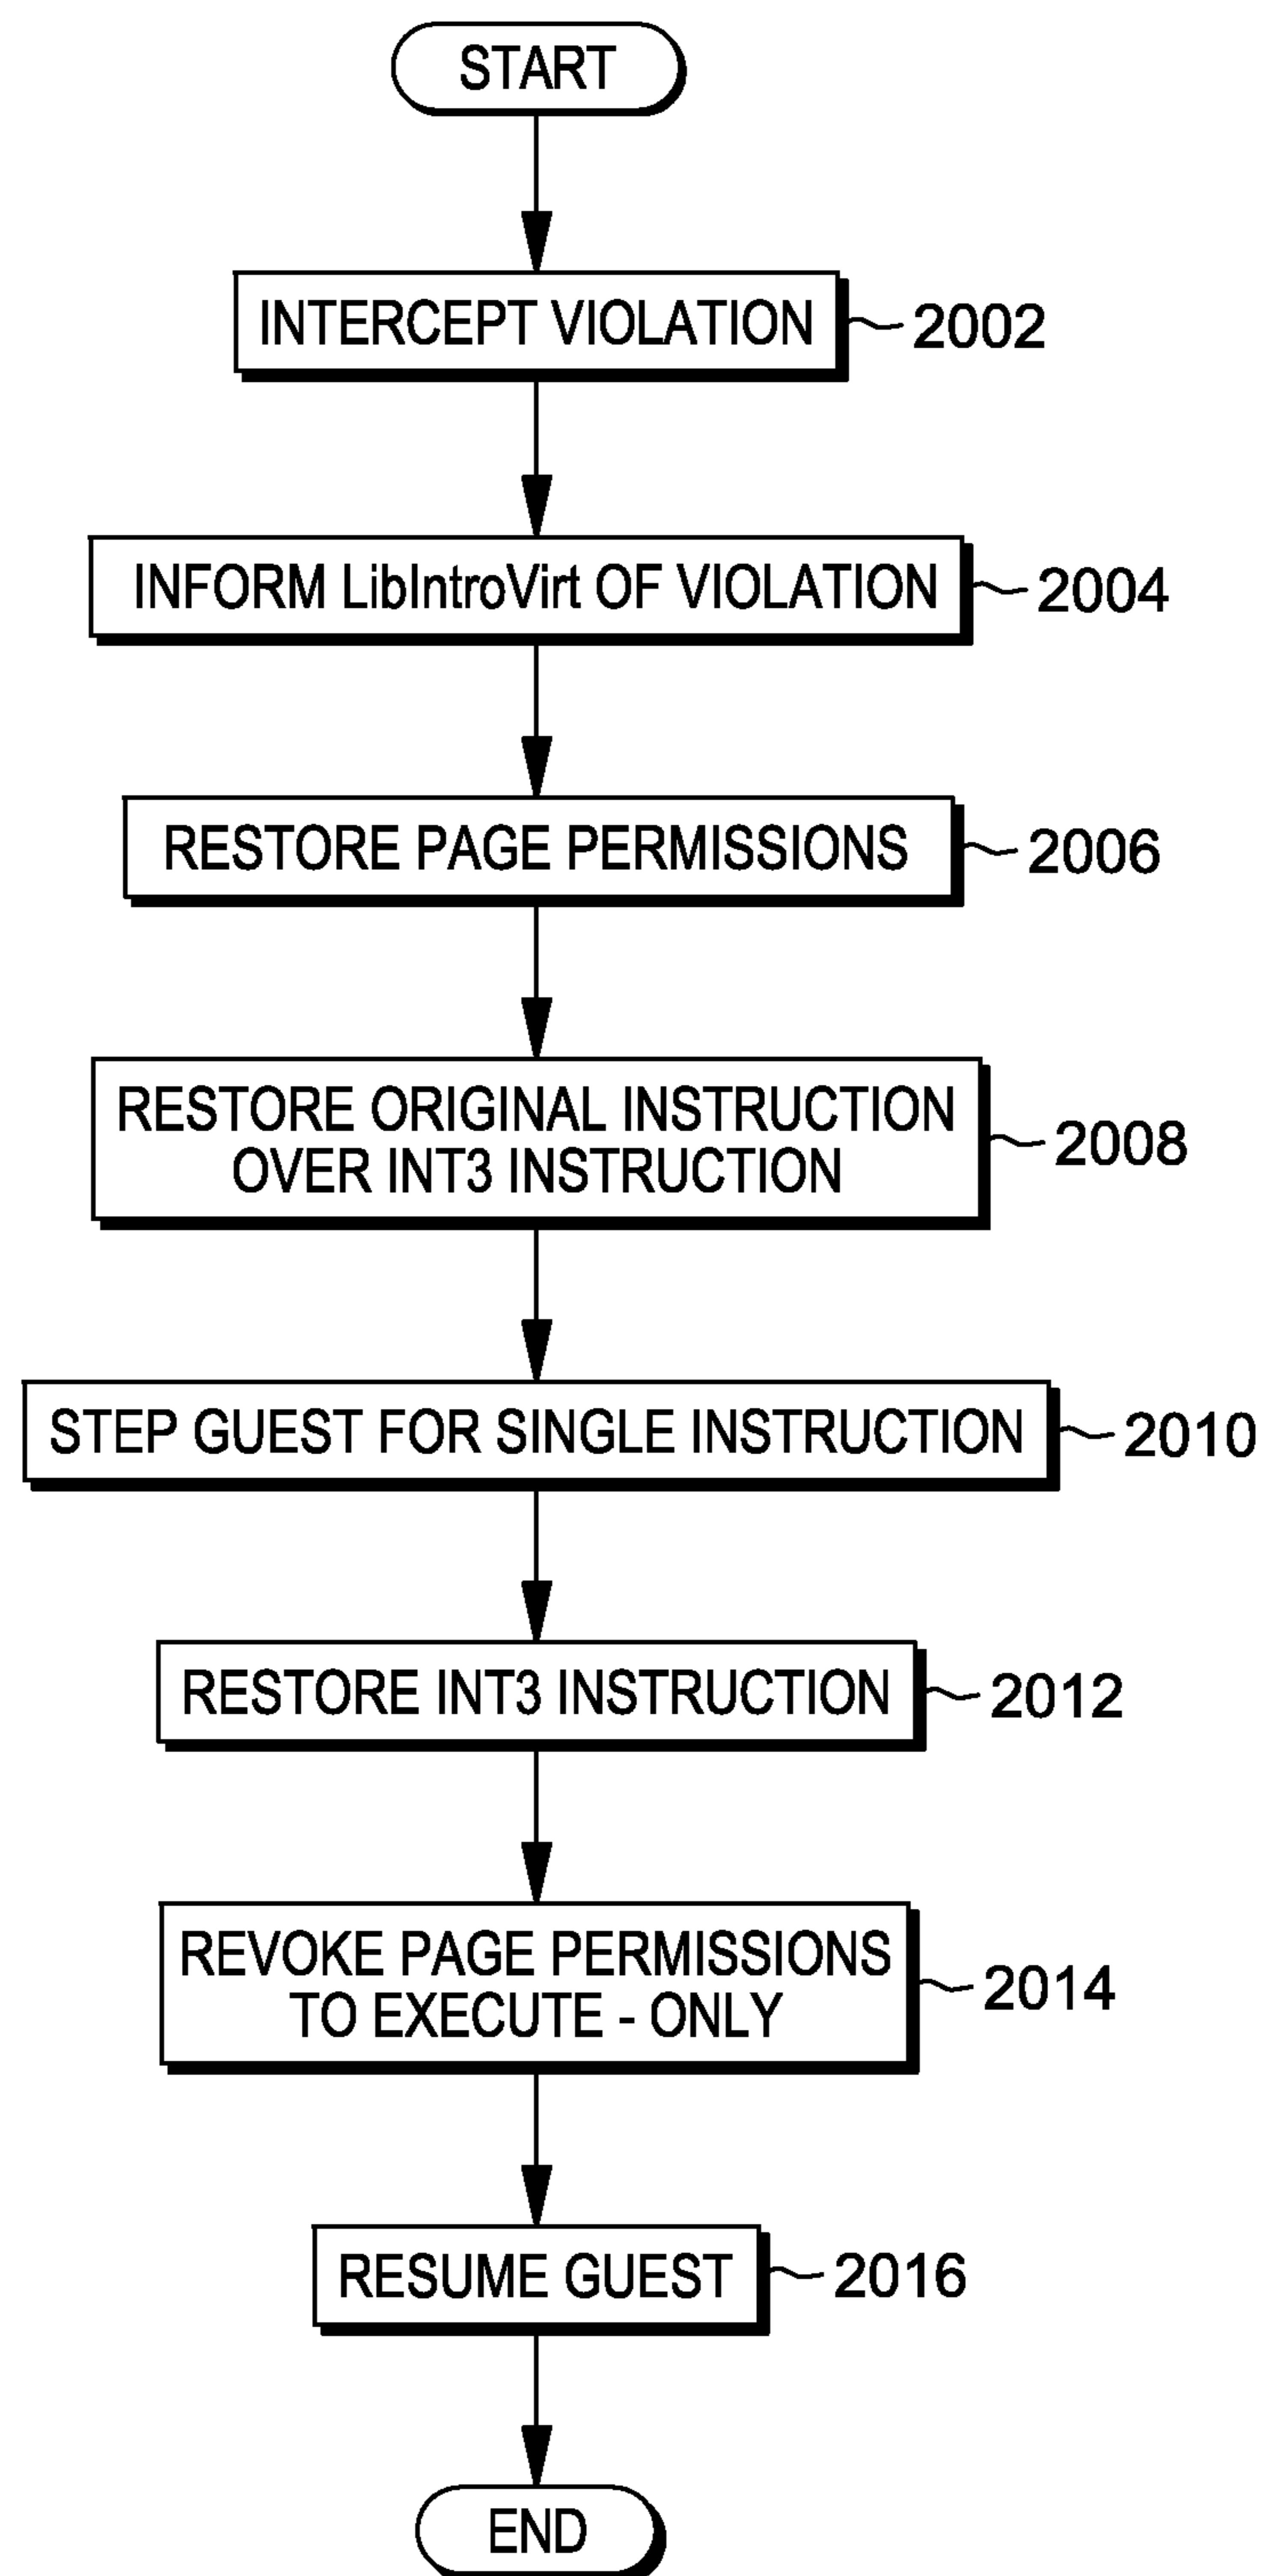 START
INTERCEPT VIOLATION
2002
INFORM LibIntroVirt OF VIOLATION
2004
RESTORE PAGE PERMISSIONS
2006
RESTORE ORIGINAL INSTRUCTION
OVER INT3 INSTRUCTION
2008
STEP GUEST FOR SINGLE INSTRUCTION
2010
RESTORE INT3 INSTRUCTION
2012
REVOKE PAGE PERMISSIONS
TO EXECUTE - ONLY
2014
RESUME GUEST
2016
END